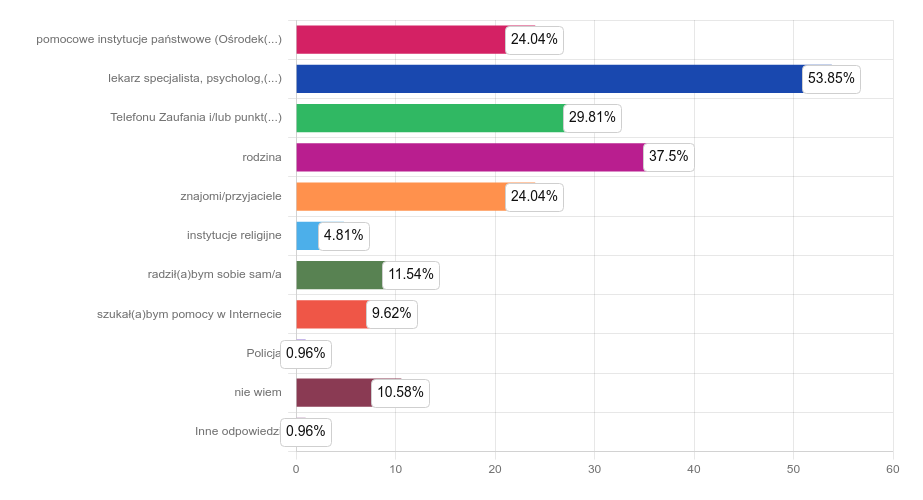 pomocowe instytucje państwowe (Ośrodek(...) 24.04%
lekarz specjalista, psycholog,(...) 53.85%
Telefonu Zaufania i/lub punkt(...) 29.81%
rodzina 37.5%
znajomi/przyjaciele 24.04%
instytucje religijne 4.81%
radził(a)bym sobie sam/a 11.54%
szukał(a)bym pomocy w Internecie 9.62%
Policja 0.96%
nie wiem 10.58%
Inne odpowiedzi 0.96%
0 10 20 30 40 50 60